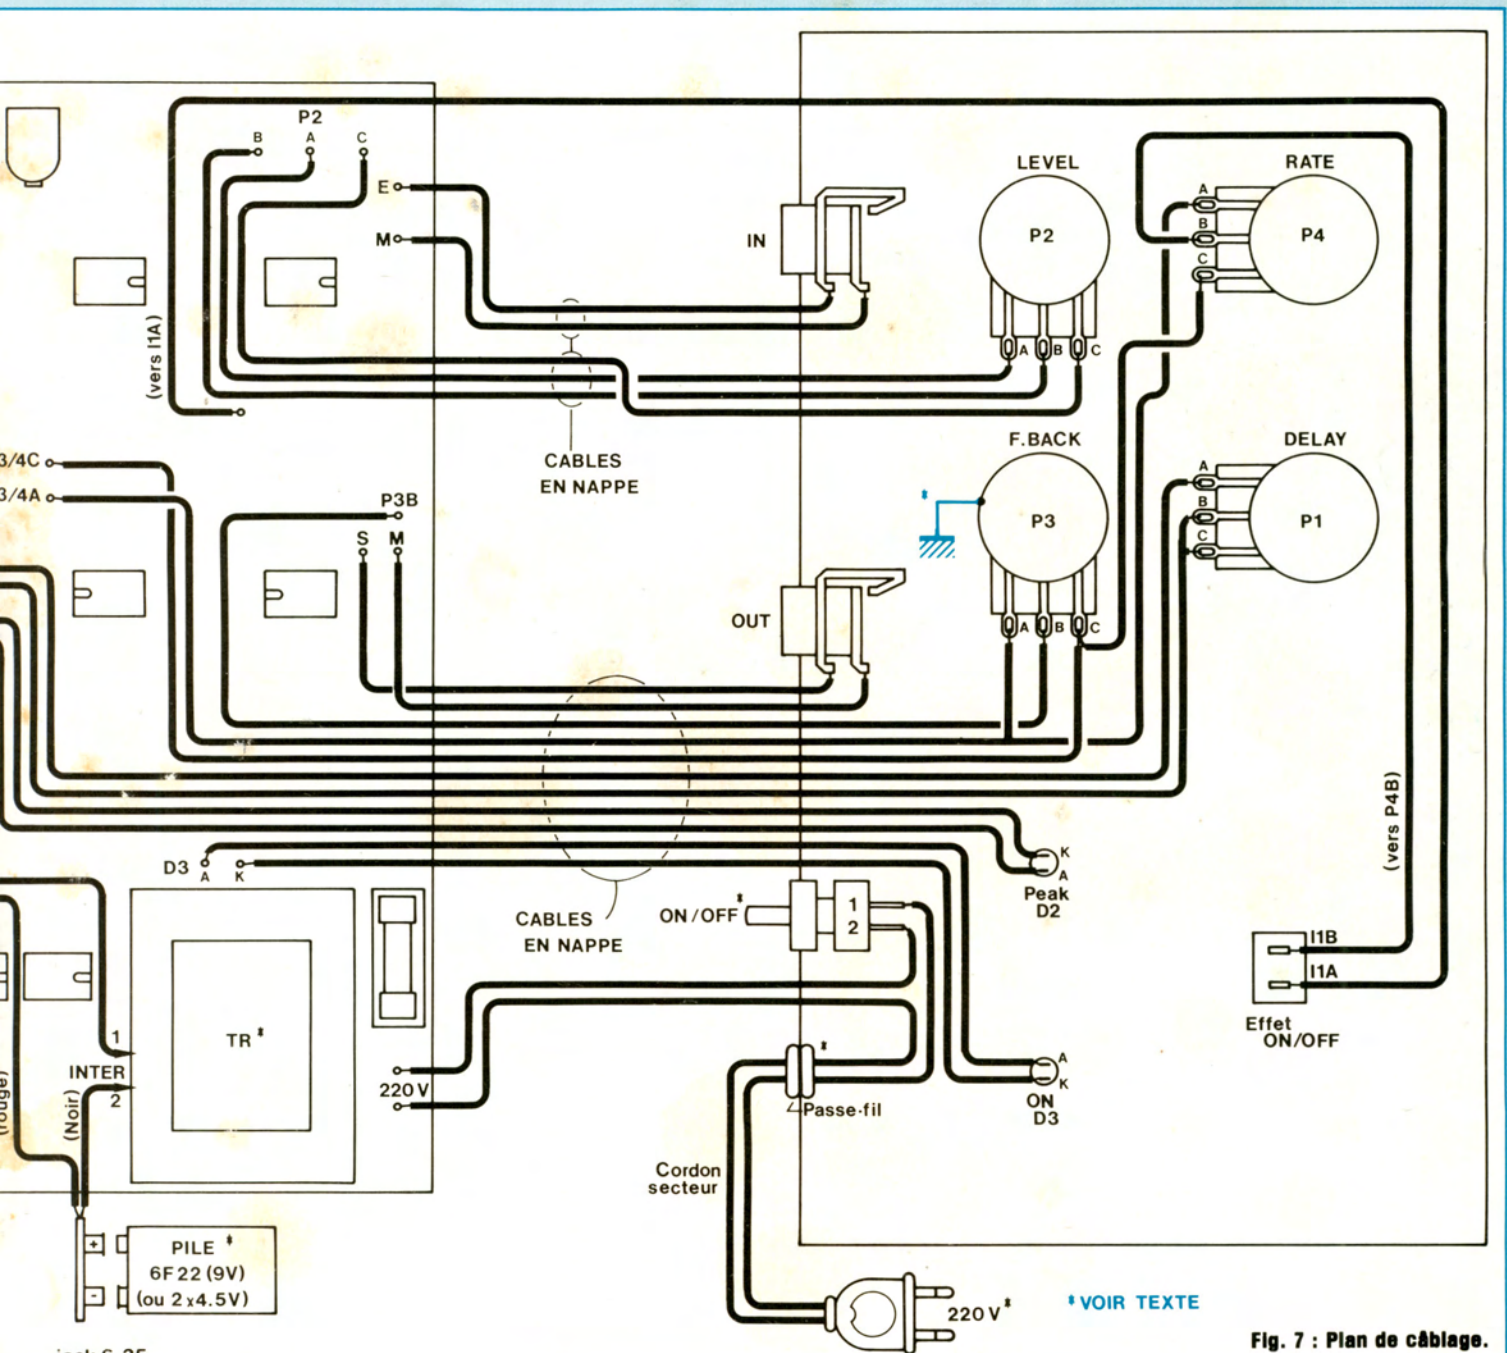 P2
B A C
E
M
IN
LEVEL
P2
A B C
RATE
A
B
C
P4
(vers I1A)
CABLES
EN NAPPE
3/4C
3/4A
P3B
S M
OUT
F.BACK
*
P3
A B C
DELAY
A
B
C
P1
(vers P4B)
D3
A K
CABLES
EN NAPPE
ON/OFF*
1
2
K
A
Peak
D2
I1B
I1A
Effet
ON/OFF
TR*
1
INTER
2
(rouge)
(Noir)
220 V
*
Passe-fil
A
K
ON
D3
Cordon
secteur
+
-
PILE *
6F22 (9V)
(ou 2x4.5V)
220 V*
*VOIR TEXTE
Fig. 7 : Plan de câblage.